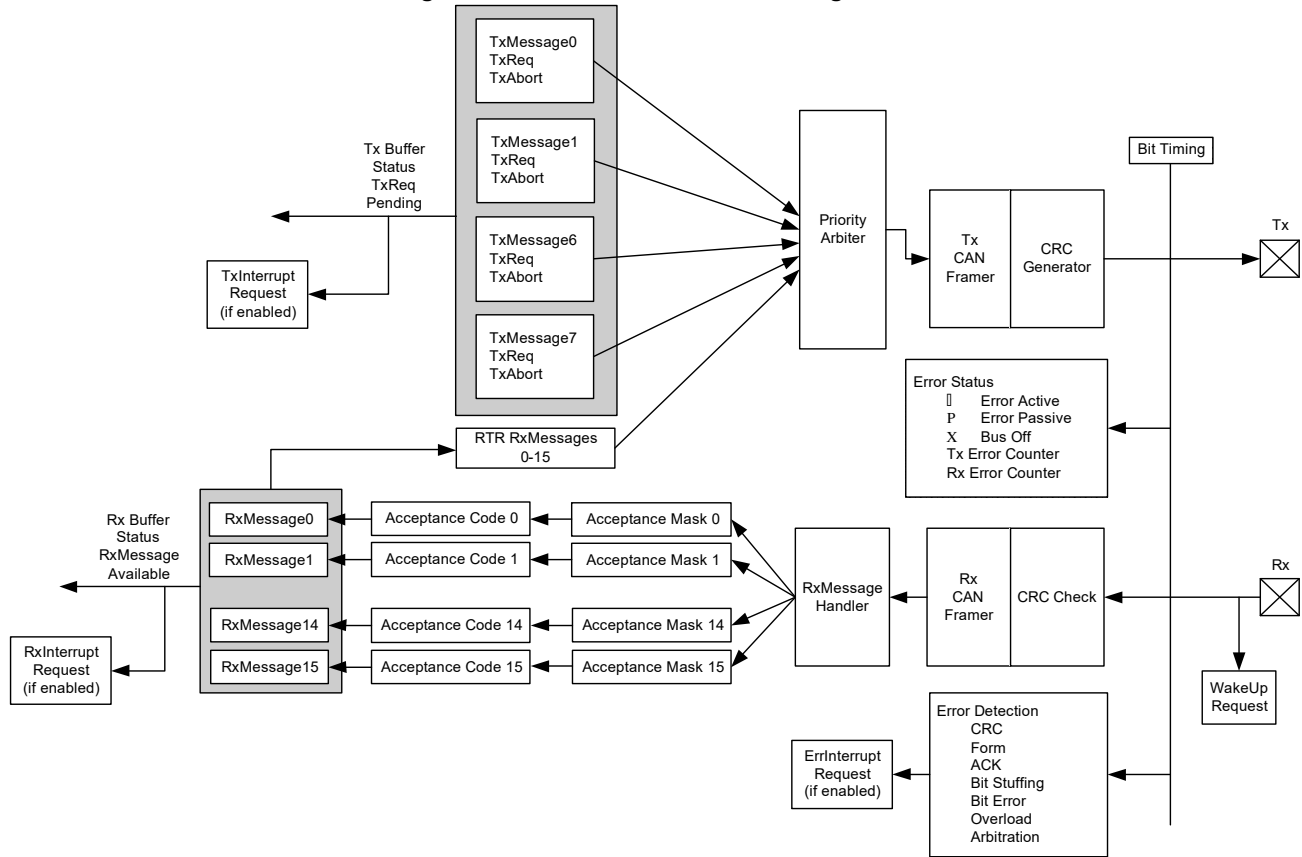 TxMessage0
TxReq
TxAbort
TxMessage1
TxReq
TxAbort
TxMessage6
TxReq
TxAbort
TxMessage7
TxReq
TxAbort
Tx Buffer
Status
TxReq
Pending
TxInterrupt
Request
(if enabled)
Priority
Arbiter
Tx
CAN
Framer
CRC
Generator
Bit Timing
Tx
Error Status
Error Active
P Error Passive
X Bus Off
Tx Error Counter
Rx Error Counter
RTR RxMessages
0-15
Rx Buffer
Status
RxMessage
Available
RxInterrupt
Request
(if enabled)
RxMessage0
Acceptance Code 0
Acceptance Mask 0
RxMessage1
Acceptance Code 1
Acceptance Mask 1
RxMessage14
Acceptance Code 14
Acceptance Mask 14
RxMessage15
Acceptance Code 15
Acceptance Mask 15
RxMessage
Handler
Rx
CAN
Framer
CRC Check
Rx
WakeUp
Request
ErrInterrupt
Request
(if enabled)
Error Detection
CRC
Form
ACK
Bit Stuffing
Bit Error
Overload
Arbitration